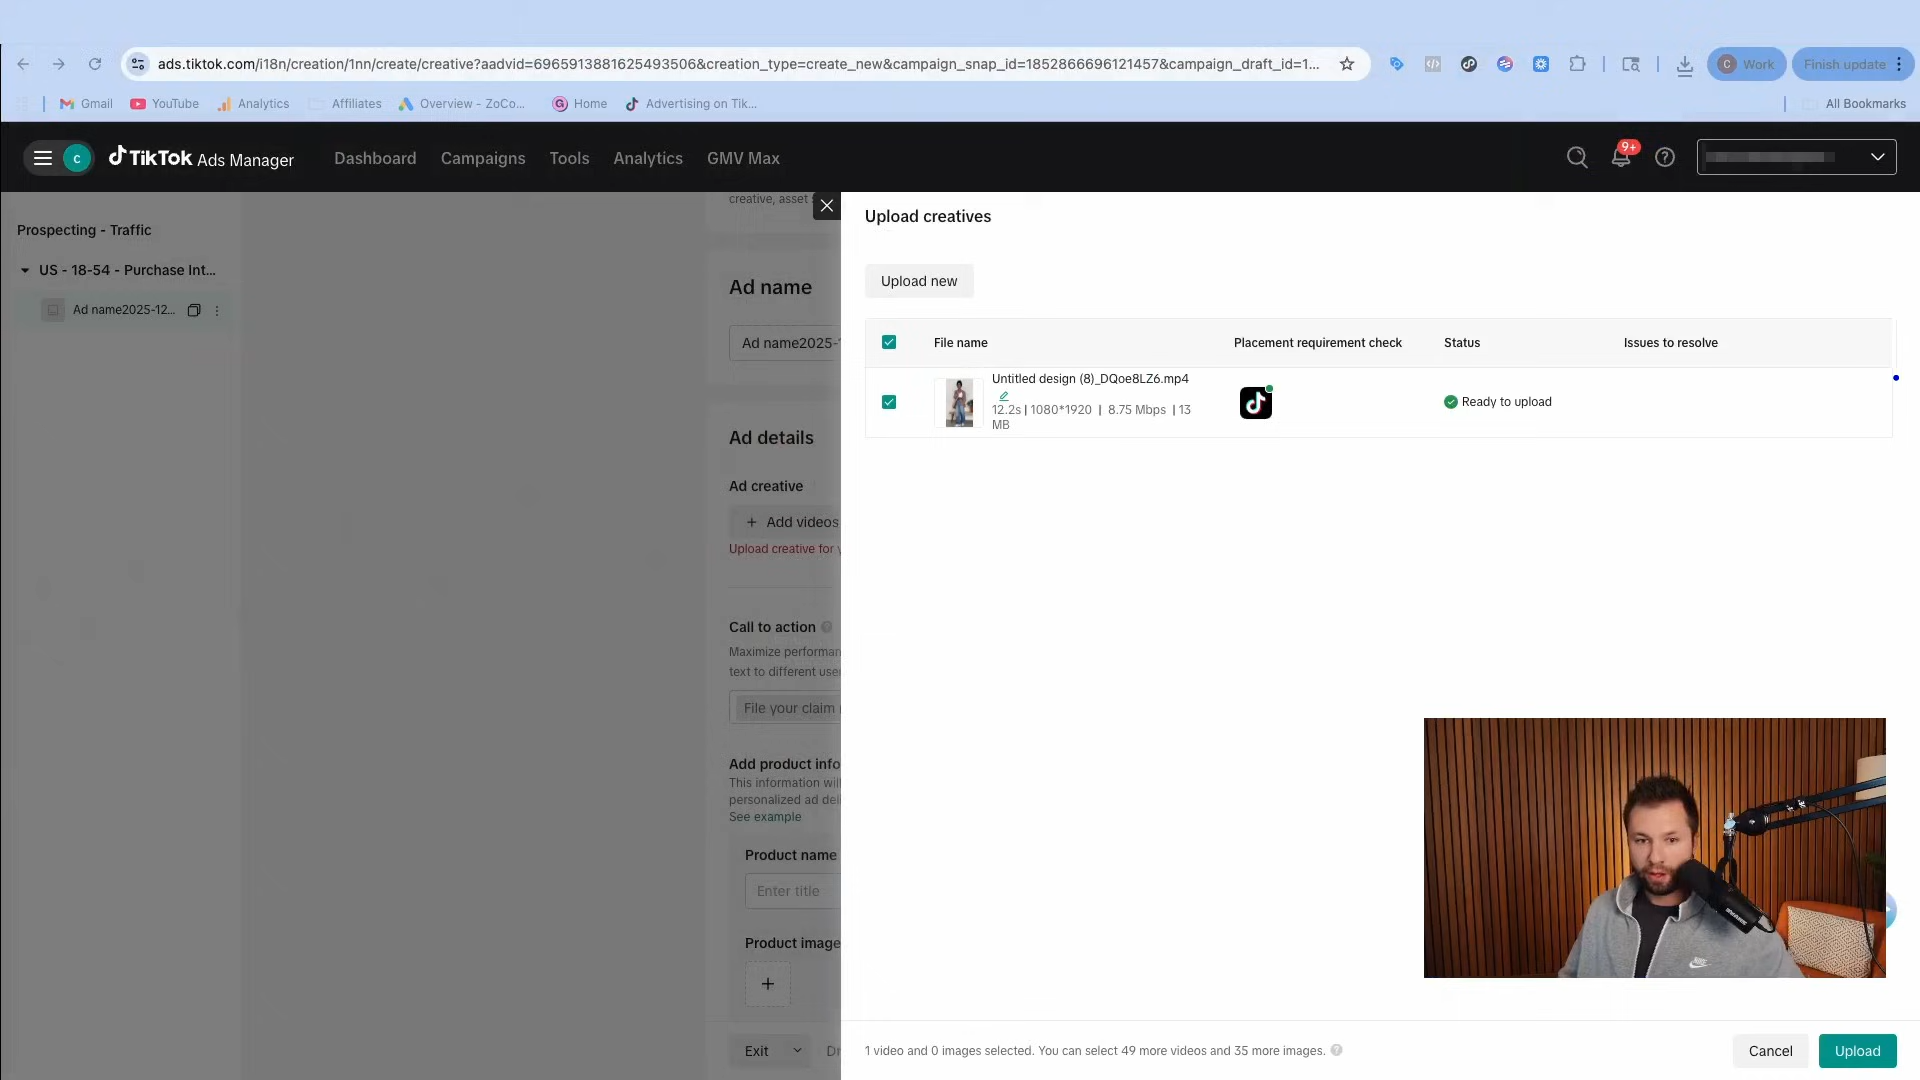 ads.tiktok.com/i18n/creation/1nn/create/creative?aadvid=6965913881625493506&creation_type=create_new&campaign_snap_id=1852866696121457&campaign_draft_id=1...
C Work
Finish update
Gmail
YouTube
Analytics
Affiliates
Overview - ZoCo...
Home
Advertising on Tik...
All Bookmarks
c
TikTok Ads Manager
Dashboard
Campaigns
Tools
Analytics
GMV Max
9+
Prospecting - Traffic
US - 18-54 - Purchase Int...
Ad name2025-12...
creative, asset
Ad name
Ad name2025-
Ad details
Ad creative
+ Add videos
Upload creative for
Call to action
Maximize performan
text to different use
File your claim
Add product info
This information wil
personalized ad deli
See example
Product name
Enter title
Product image
+
Exit
Dr
Upload creatives
Upload new
File name
Placement requirement check
Status
Issues to resolve
Untitled design (8)_DQoe8LZ6.mp4
12.2s | 1080*1920 | 8.75 Mbps | 13
MB
Ready to upload
1 video and 0 images selected. You can select 49 more videos and 35 more images.
Cancel
Upload